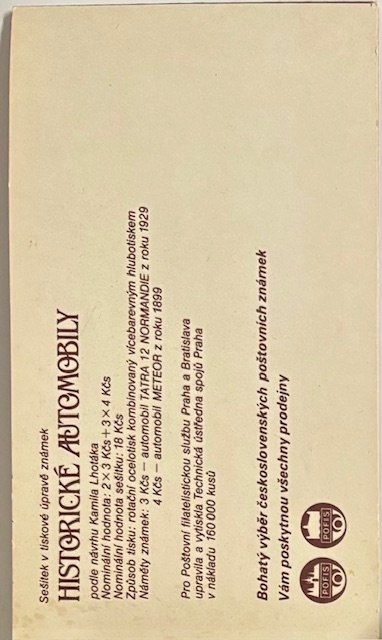 Sešitek v tiskové úpravě známek
HISTORICKÉ AUTOMOBILY
podle návrhu Kamila Lhotáka
Nominální hodnota: 2×3 Kčs+3×4 Kčs
Nominální hodnota sešitku: 18 Kčs
Způsob tisku: rotační ocelotisk kombinovaný vícebarevným hlubotiskem
Náměty známek: 3 Kčs — automobil TATRA 12 NORMANDIE z roku 1929
4 Kčs — automobil METEOR z roku 1899
Pro Poštovní filatelistickou službu Praha a Bratislava
upravila a vytiskla Technická ústředna spojů Praha
v nákladu 160 000 kusů
Bohatý výběr československých poštovních známek
Vám poskytnou všechny prodejny
POFIS
POFIS